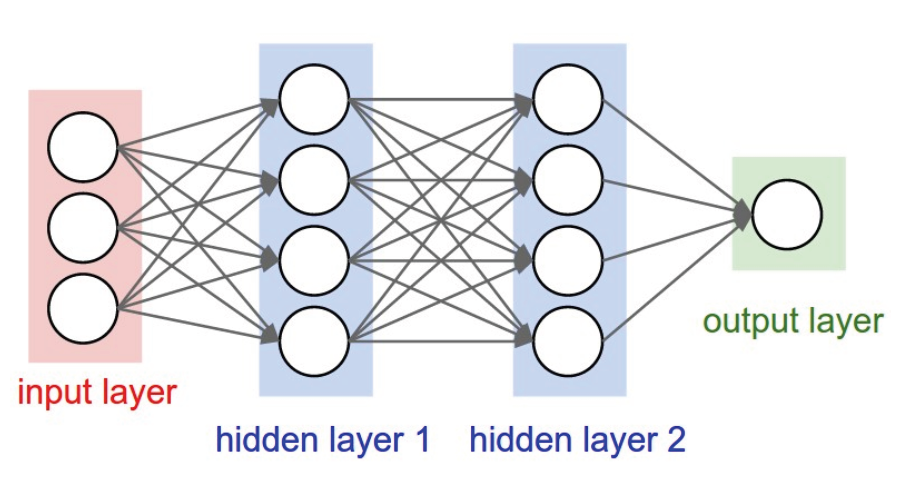 input layer
hidden layer 1
hidden layer 2
output layer